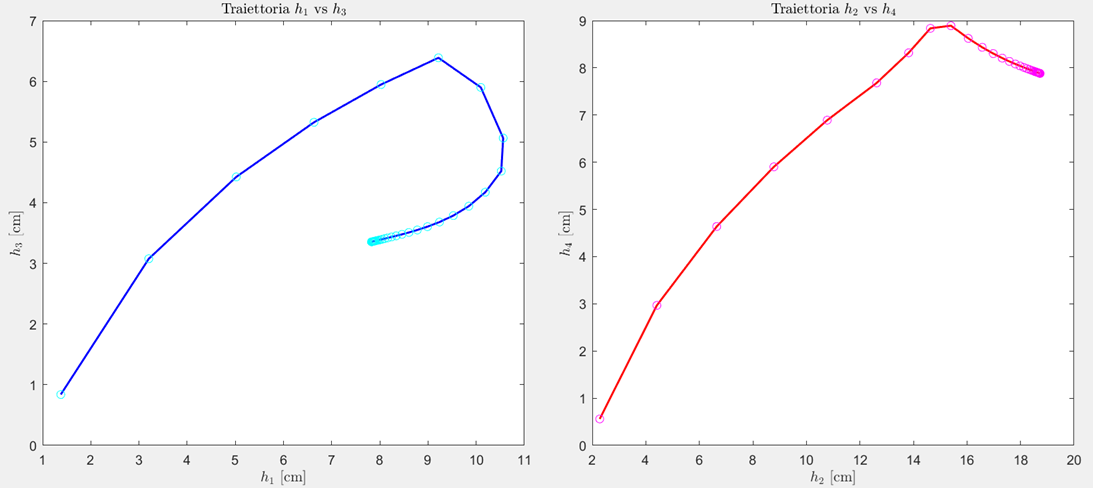 Traiettoria h₁ vs h₃
7
6
5
4
3
2
1
0
h₃ [cm]
1 2 3 4 5 6 7 8 9 10 11
h₁ [cm]
Traiettoria h₂ vs h₄
9
8
7
6
5
4
3
2
1
0
h₄ [cm]
2 4 6 8 10 12 14 16 18 20
h₂ [cm]